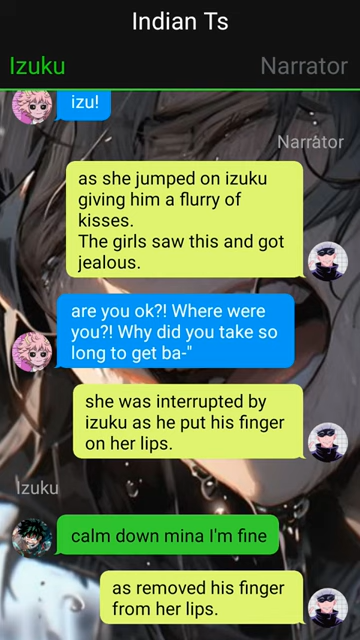 Indian Ts
Izuku
Narrator
izu!
Narrator
as she jumped on izuku
giving him a flurry of
kisses.
The girls saw this and got
jealous.
are you ok?! Where were
you?! Why did you take so
long to get ba-"
she was interrupted by
izuku as he put his finger
on her lips.
Izuku
calm down mina I'm fine
as removed his finger
from her lips.